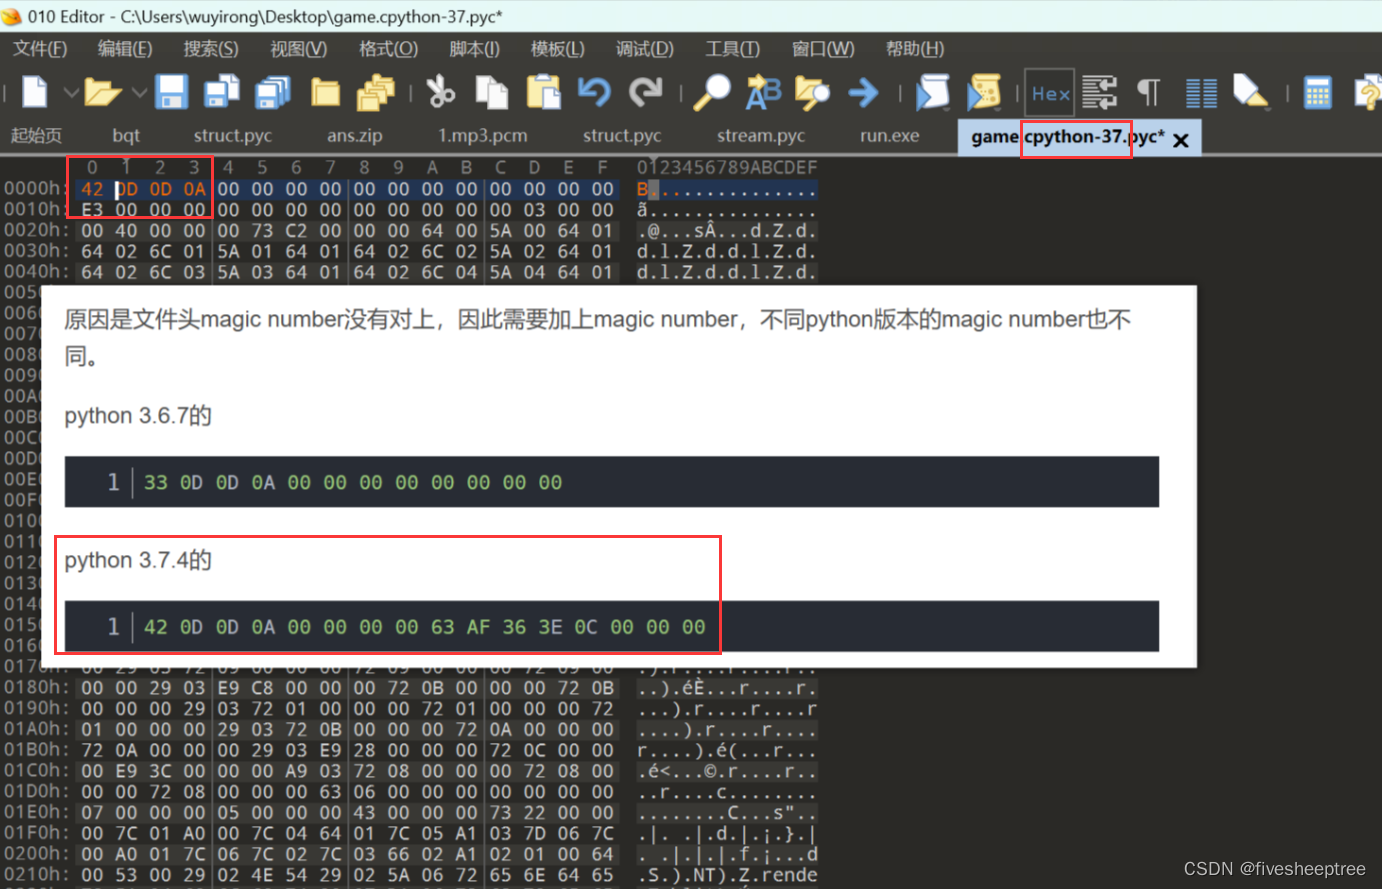 010 Editor - C:\Users\wuyirong\Desktop\game.cpython-37.pyc*
文件(F) 编辑(E) 搜索(S) 视图(V) 格式(O) 脚本(I) 模板(L) 调试(D) 工具(T) 窗口(W) 帮助(H)
Hex
起始页 bqt struct.pyc ans.zip 1.mp3.pcm struct.pyc stream.pyc run.exe game.cpython-37.pyc*
0 1 2 3 4 5 6 7 8 9 A B C D E F 0123456789ABCDEF
0000h: 42 0D 0D 0A 00 00 00 00 00 00 00 00 00 00 00 00 B...............
0010h: E3 00 00 00 00 00 00 00 00 00 00 00 00 03 00 00 ã...............
0020h: 00 40 00 00 00 73 C2 00 00 00 64 00 5A 00 64 01 .@...sÂ...d.Z.d.
0030h: 64 02 6C 01 5A 01 64 01 64 02 6C 02 5A 02 64 01 d.l.Z.d.d.l.Z.d.
0040h: 64 02 6C 03 5A 03 64 01 64 02 6C 04 5A 04 64 01 d.l.Z.d.d.l.Z.d.
原因是文件头magic number没有对上，因此需要加上magic number，不同python版本的magic number也不
同。
python 3.6.7的
1 33 0D 0D 0A 00 00 00 00 00 00 00 00
python 3.7.4的
1 42 0D 0D 0A 00 00 00 00 63 AF 36 3E 0C 00 00 00
0180h: 00 00 29 03 E9 C8 00 00 00 72 0B 00 00 00 72 0B ..).éÈ...r....r.
0190h: 00 00 00 29 03 72 01 00 00 00 72 01 00 00 00 72 ...).r....r....r
01A0h: 01 00 00 00 29 03 72 0B 00 00 00 72 0A 00 00 00 ....).r....r....
01B0h: 72 0A 00 00 00 29 03 E9 28 00 00 00 72 0C 00 00 r....).é(...r...
01C0h: 00 E9 3C 00 00 00 A9 03 72 08 00 00 00 72 08 00 .é<...©.r....r..
01D0h: 00 00 72 08 00 00 00 63 06 00 00 00 00 00 00 00 ..r....c........
01E0h: 07 00 00 00 05 00 00 00 43 00 00 00 73 22 00 00 ........C...s"..
01F0h: 00 7C 01 A0 00 7C 04 64 01 7C 05 A1 03 7D 06 7C .|. .|.d.|.¡.}.|
0200h: 00 A0 01 7C 06 7C 02 7C 03 66 02 A1 02 01 00 64 . .|.|.|.f.¡...d
0210h: 00 53 00 29 02 4E 54 29 02 5A 06 72 65 6E 64 65 .S.).NT).Z.rende
CSDN @fivesheeptree